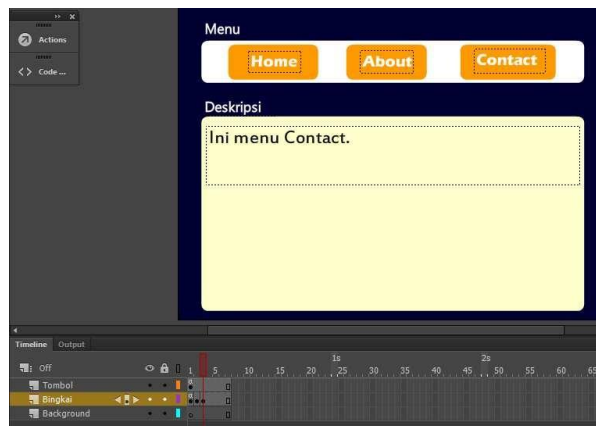 Actions
Code ...
Menu
Home About Contact
Deskripsi
Ini menu Contact.
Timeline Output
1s 2s
Off 1 5 10 15 20 25 30 35 40 45 50 55 60 65
Tombol
Bingkai
Background